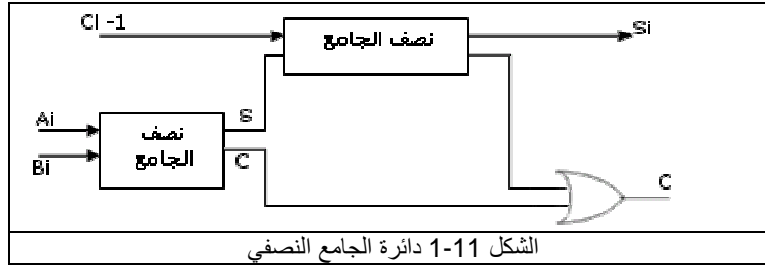 CI -1
نصف الجامع
Si
Ai
Bi
نصف
الجامع
S
C
C
الشكل 11-1 دائرة الجامع النصفي